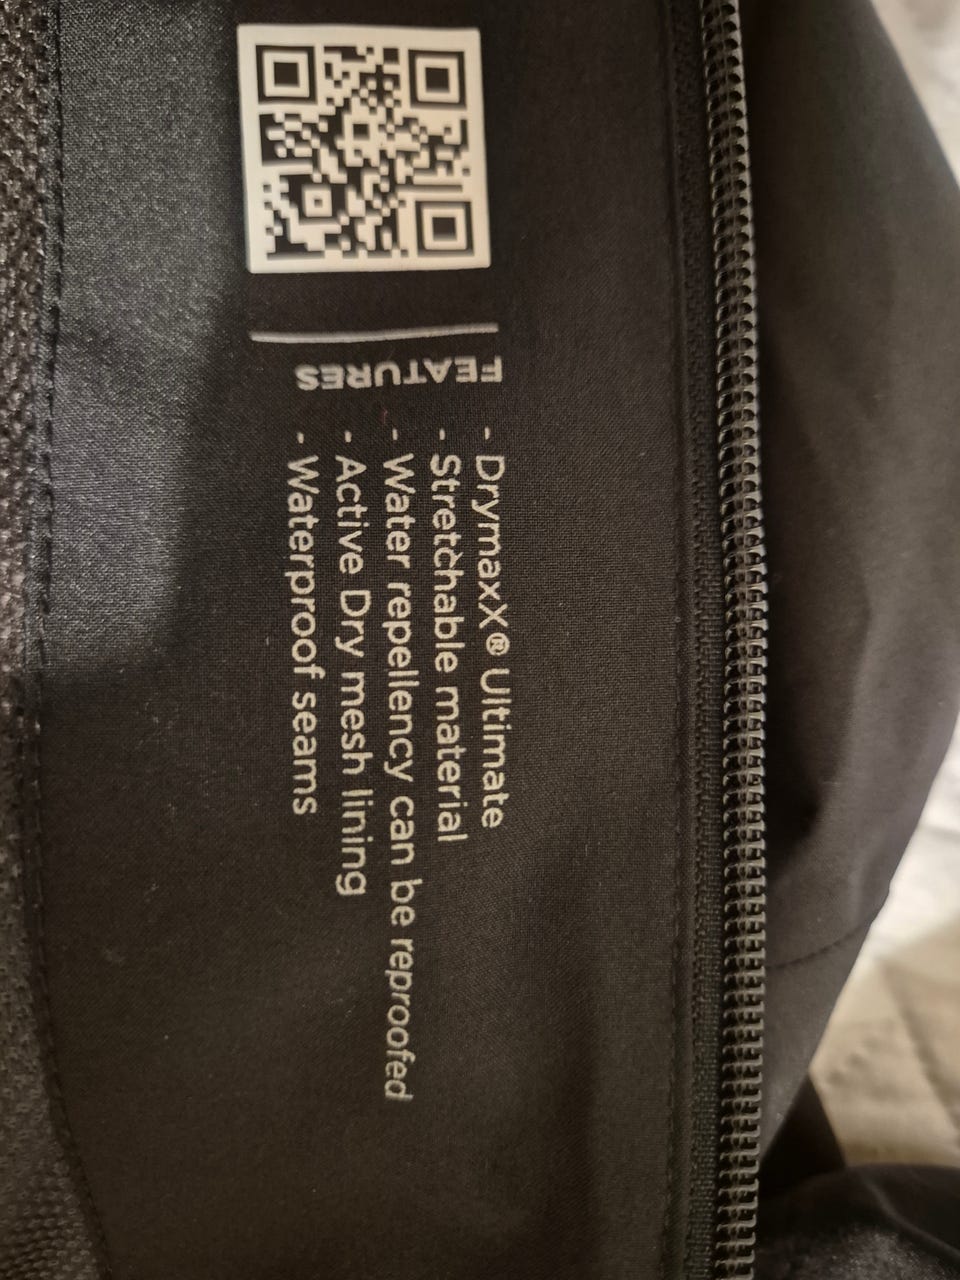 FEATURES
- DrymaxX® Ultimate
- Stretchable material
- Water repellency can be reproofed
- Active Dry mesh lining
- Waterproof seams